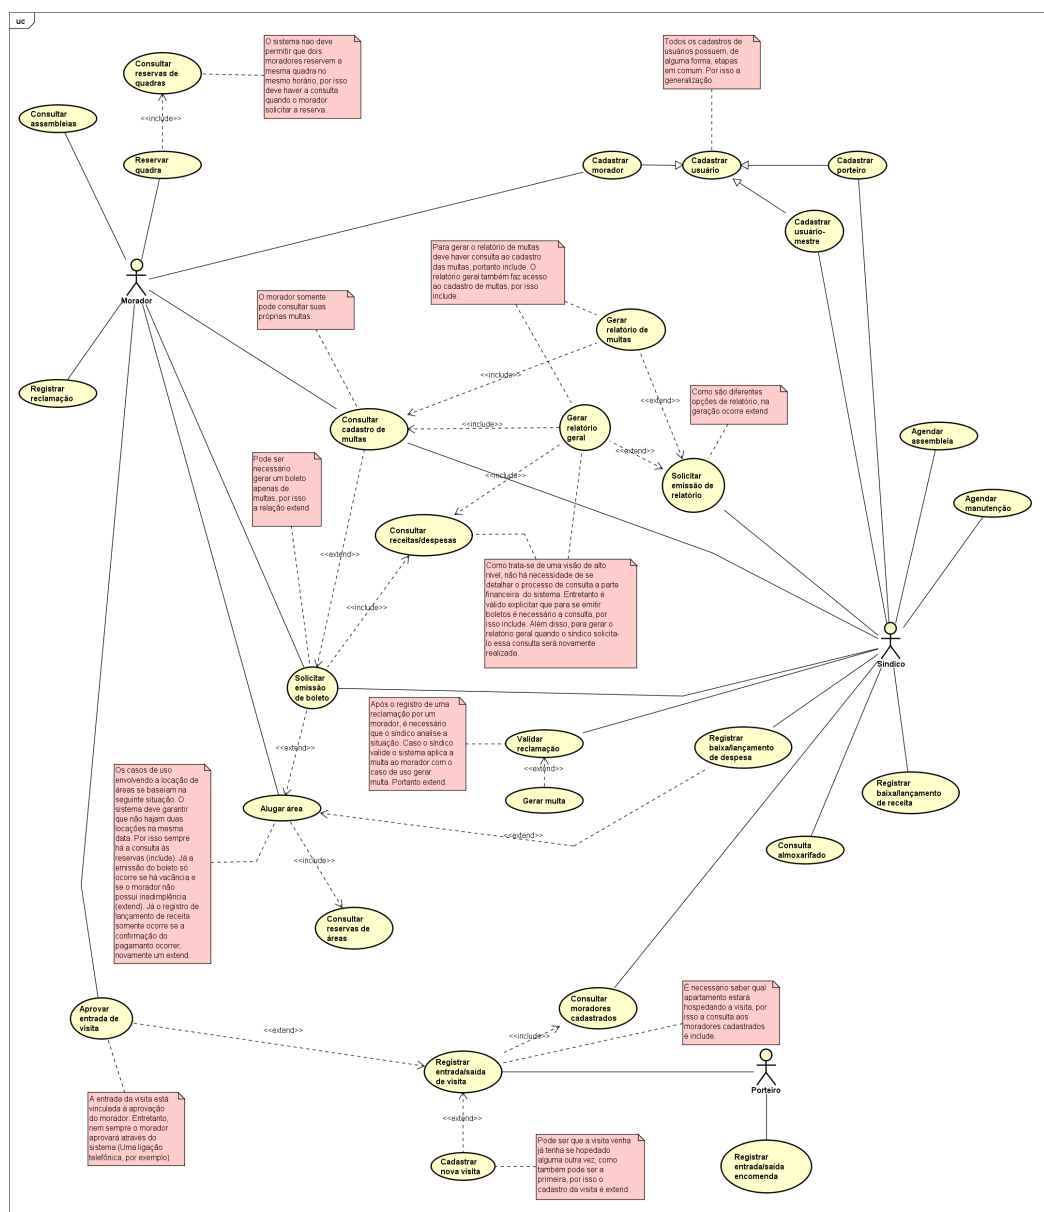 uc
O sistema nao deve
permitir que dois
moradores reservem a
mesma quadra no
mesmo horário, por isso
deve haver a consulta
quando o morador
solicitar a reserva.
Todos os cadastros de
usuários possuem, de
alguma forma, etapas
em comum. Por isso a
generalização.
Consultar
reservas de
quadras
Consultar
assembleias
<<include>>
Reservar
quadra
Cadastrar
morador
Cadastrar
usuário
Cadastrar
porteiro
Cadastrar
usuário-
mestre
Para gerar o relatório de multas
deve haver consulta ao cadastro
das multas, portanto include. O
relatório geral também faz acesso
ao cadastro de multas, por isso
include.
Morador
O morador somente
pode consultar suas
próprias multas.
Gerar
relatório de
multas
Registrar
reclamação
<<include>>
<<extend>>
Como são diferentes
opções de relatório, na
geração ocorre extend
Consultar
cadastro de
multas
<<include>>
Gerar
relatório
geral
<<extend>>
Agendar
assembleia
Pode ser
necessário
gerar um boleto
apenas de
multas, por isso
a relação extend
<<include>>
Solicitar
emissão de
relatório
Agendar
manutenção
Consultar
receitas/despesas
<<extend>>
Como trata-se de uma visão de alto
nível, não há necessidade de se
detalhar o processo de consulta a parte
financeira  do sistema. Entretanto é
válido explicitar que para se emitir
boletos é necessário a consulta, por
isso include. Além disso, para gerar o
relatório geral quando o síndico solicita-
lo essa consulta será novamente
realizada.
<<include>>
Síndico
Solicitar
emissão
de boleto
Após o registro de uma
reclamação por um
morador, é necessário
que o síndico analise a
situação. Caso o síndico
valide o sistema aplica a
multa ao morador com o
caso de uso gerar
multa. Portanto extend.
<<extend>>
Validar
reclamação
<<extend>>
Gerar multa
Registrar
baixa/lançamento
de despesa
Registrar
baixa/lançamento
de receita
Os casos de uso
envolvendo a locação de
áreas se baseiam na
seguinte situação. O
sistema deve garantir
que não hajam duas
locações na mesma
data. Por isso sempre
há a consulta às
reservas (include). Já a
emissão do boleto só
ocorre se há vacância e
se o morador não
possui inadimplência
(extend). Já o registro de
lançamento de receita
somente ocorre se a
confirmação do
pagamanto ocorrer,
novamente um extend.
Alugar área
<<extend>>
Consulta
almoxarifado
<<include>>
Consultar
reservas de
áreas
Aprovar
entrada de
visita
<<extend>>
Consultar
moradores
cadastrados
É necessário saber qual
apartamento estará
hospedando a visita, por
isso a consulta aos
moradores cadastrados
é include.
<<include>>
Registrar
entrada/saída
de visita
Porteiro
A entrada da visita está
vinculada à aprovação
do morador. Entretanto,
nem sempre o morador
aprovará através do
sistema (Uma ligação
telefônica, por exemplo).
<<extend>>
Cadastrar
nova visita
Pode ser que a visita venha
já tenha se hopedado
alguma outra vez, como
também pode ser a
primeira, por isso o
cadastro da visita é extend.
Registrar
entrada/saída
encomenda